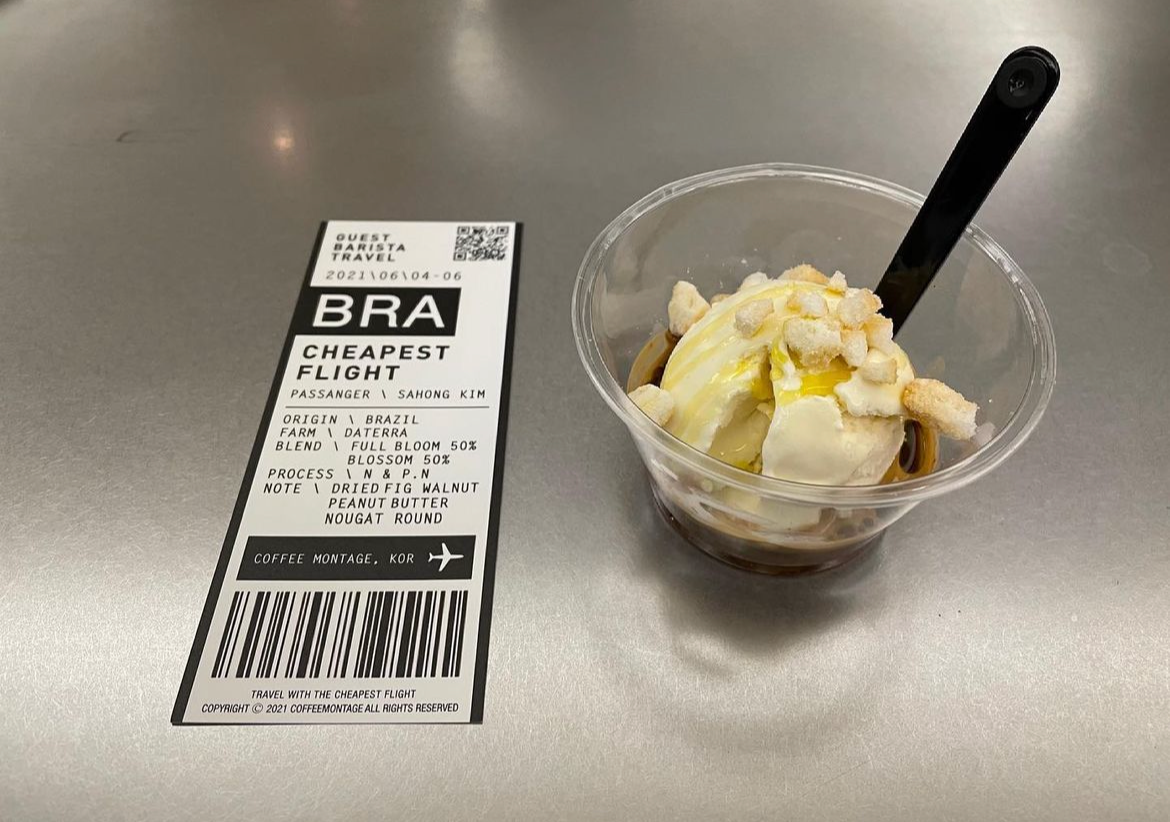 GUEST
BARISTA
TRAVEL
2021\06\04-06
BRA
CHEAPEST
FLIGHT
PASSANGER \ SAHONG KIM
ORIGIN \ BRAZIL
FARM \ DATERRA
BLEND \ FULL BLOOM 50%
BLOSSOM 50%
PROCESS \ N & P.N
NOTE \ DRIED FIG WALNUT
PEANUT BUTTER
NOUGAT ROUND
COFFEE MONTAGE, KOR
TRAVEL WITH THE CHEAPEST FLIGHT
COPYRIGHT © 2021 COFFEEMONTAGE ALL RIGHTS RESERVED